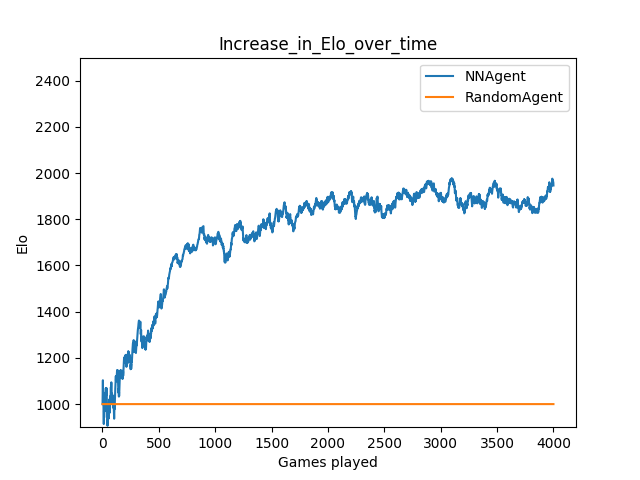 Increase_in_Elo_over_time
NNAgent
RandomAgent
2400
2200
2000
1800
1600
1400
1200
1000
Elo
0 500 1000 1500 2000 2500 3000 3500 4000
Games played